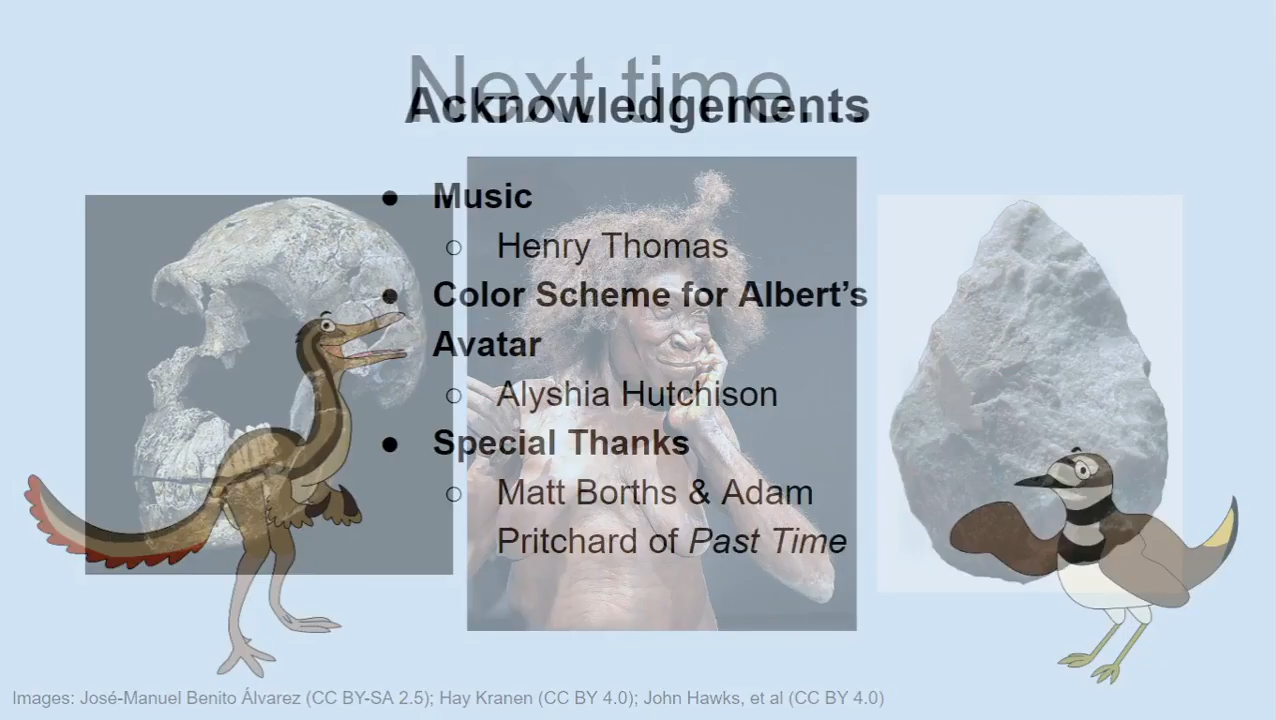 Next time...
Acknowledgements
● Music
○ Henry Thomas
● Color Scheme for Albert’s
Avatar
○ Alyshia Hutchison
● Special Thanks
○ Matt Borths & Adam
Pritchard of Past Time
Images: José-Manuel Benito Álvarez (CC BY-SA 2.5); Hay Kranen (CC BY 4.0); John Hawks, et al (CC BY 4.0)